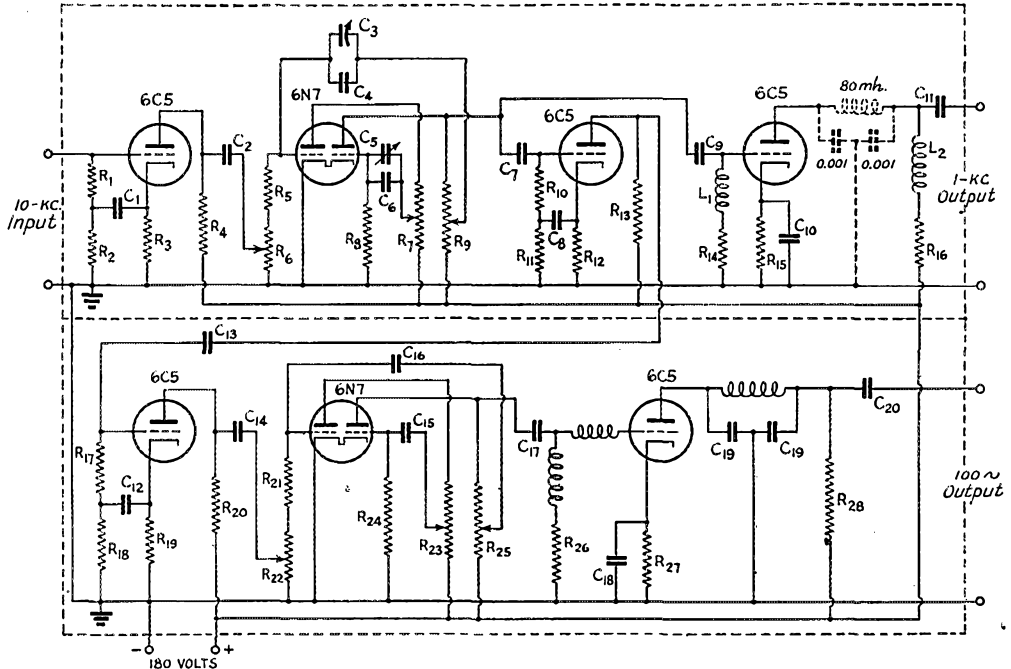 C3
C4
6C5
6N7
6C5
6C5
80 mh.
C11
C2
C5
C6
C7
C9
0.001
0.001
L2
R1
C1
R5
R10
R13
L1
10-KC.
Input
1-KC
Output
R2
R3
R4
R6
R8
R7
R9
C8
R11
R12
R14
R15
C10
R16
C13
C16
6C5
6N7
6C5
C14
C15
C17
C19
C19
C20
R17
C12
R21
R18
R19
R20
R22
R24
R23
R25
R26
C18
R27
R28
100~
Output
- +
180 VOLTS